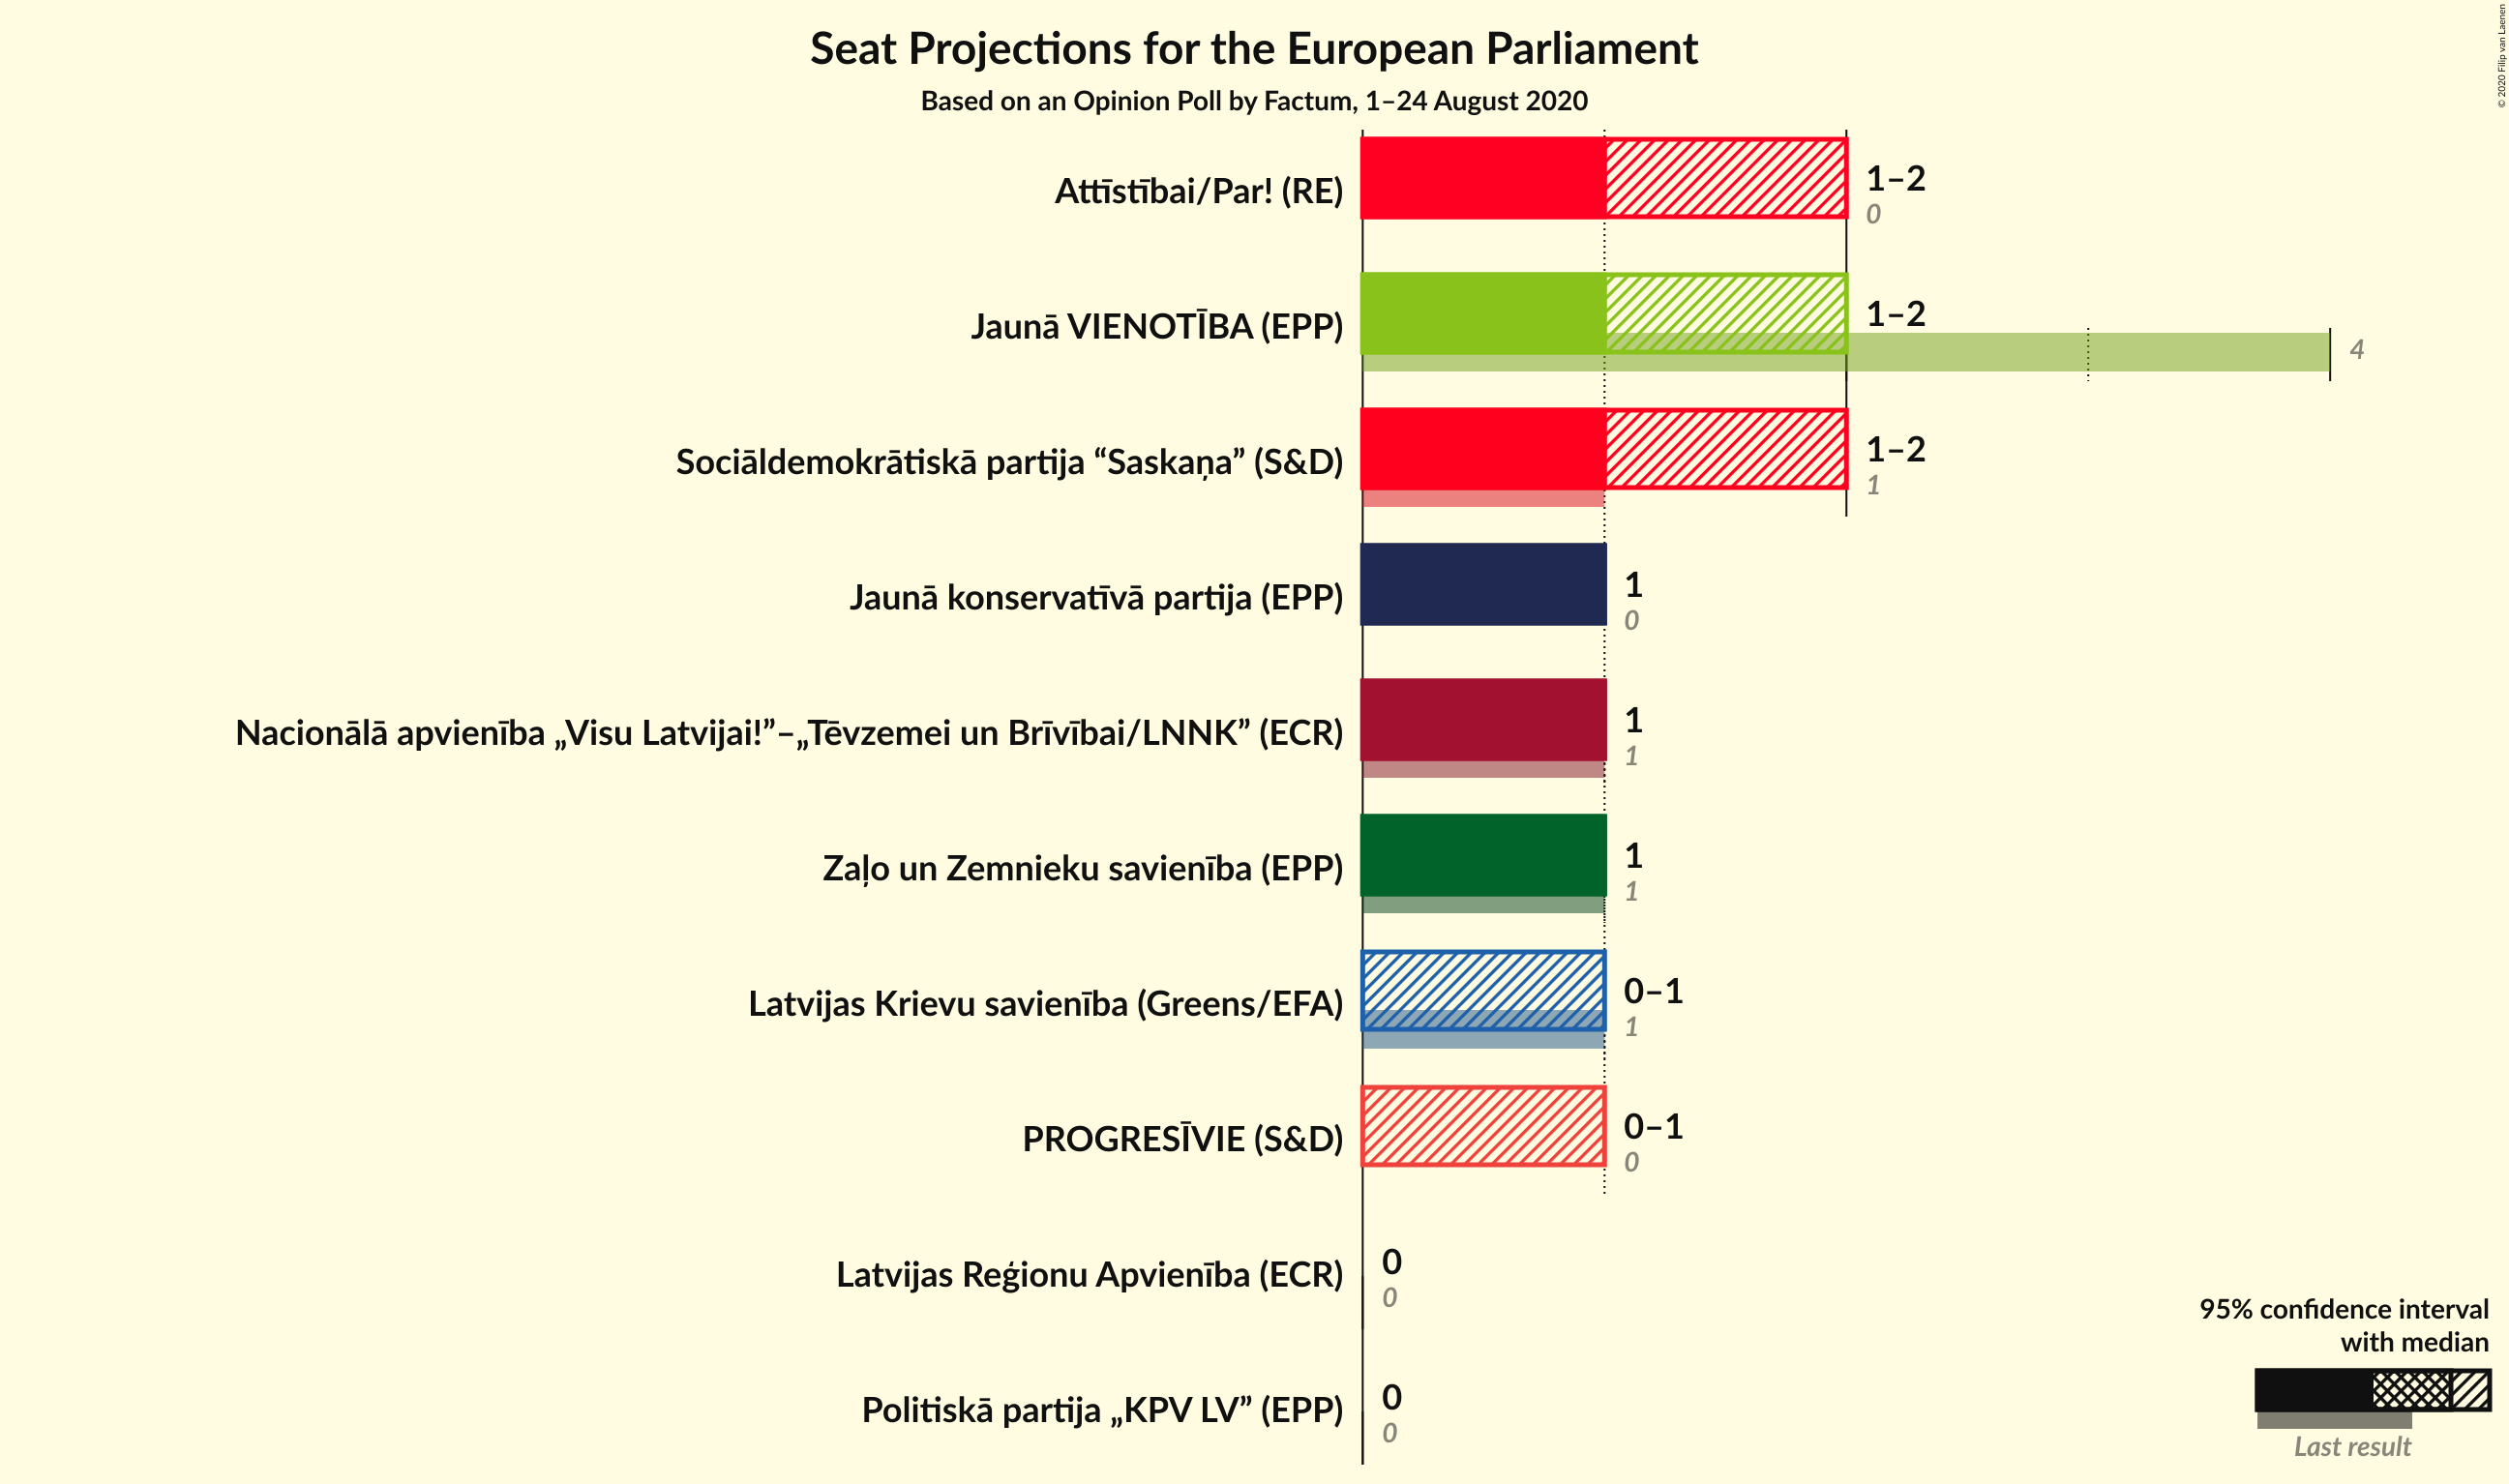 Seat Projections for the European Parliament
Based on an Opinion Poll by Factum, 1–24 August 2020
© 2020 Filip van Laenen
Attīstībai/Par! (RE)
1–2
0
Jaunā VIENOTĪBA (EPP)
1–2
4
Sociāldemokrātiskā partija “Saskaņa” (S&D)
1–2
1
Jaunā konservatīvā partija (EPP)
1
0
Nacionālā apvienība „Visu Latvijai!”–„Tēvzemei un Brīvībai/LNNK” (ECR)
1
1
Zaļo un Zemnieku savienība (EPP)
1
1
Latvijas Krievu savienība (Greens/EFA)
0–1
1
PROGRESĪVIE (S&D)
0–1
0
Latvijas Reģionu Apvienība (ECR)
0
0
Politiskā partija „KPV LV” (EPP)
0
0
95% confidence interval
with median
Last result